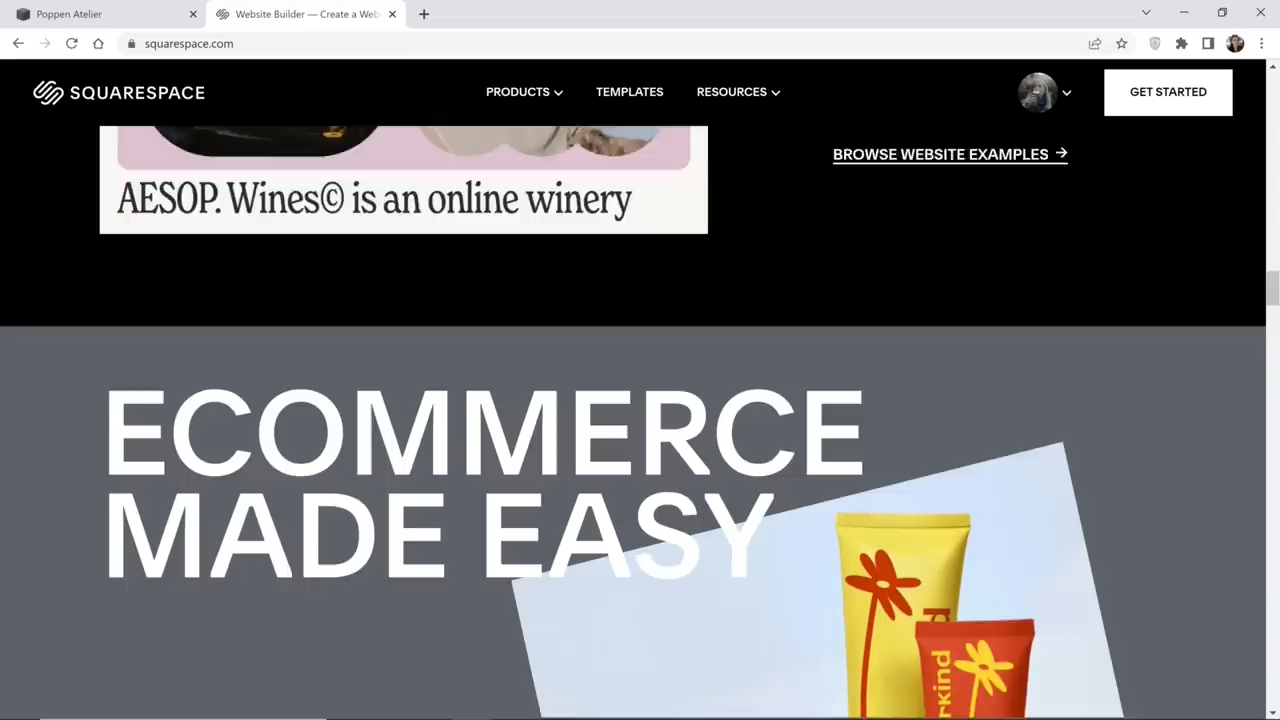 Poppen Atelier
Website Builder — Create a Web
squarespace.com
SQUARESPACE
PRODUCTS
TEMPLATES
RESOURCES
GET STARTED
BROWSE WEBSITE EXAMPLES →
AESOP. Wines© is an online winery
ECOMMERCE
MADE EASY
rkind